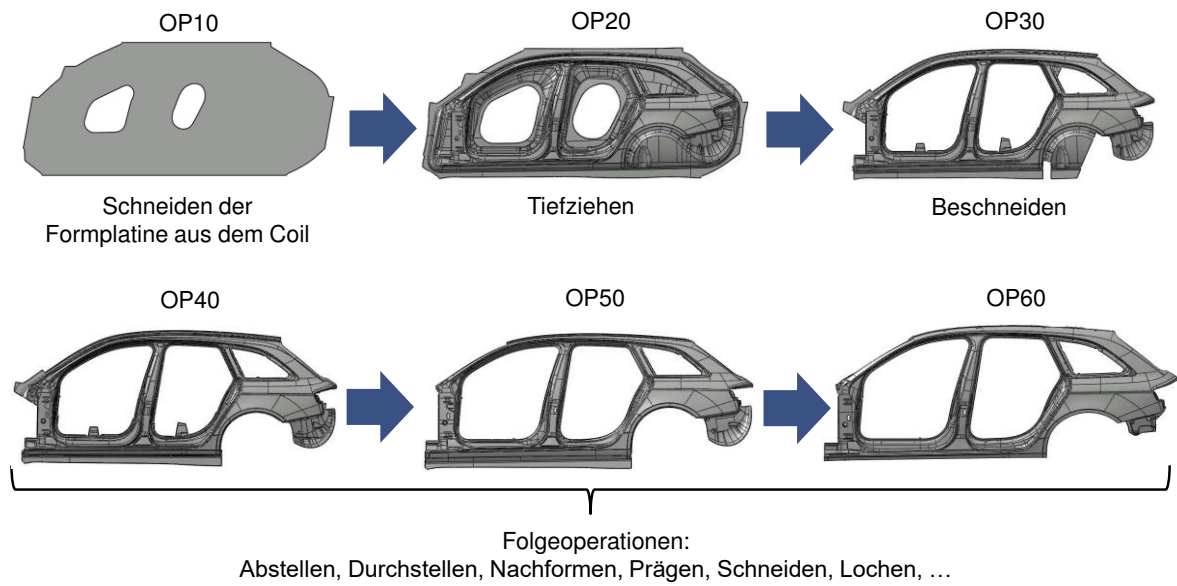 OP10
OP20
OP30
Schneiden der
Formplatine aus dem Coil
Tiefziehen
Beschneiden
OP40
OP50
OP60
Folgeoperationen:
Abstellen, Durchstellen, Nachformen, Prägen, Schneiden, Lochen, …